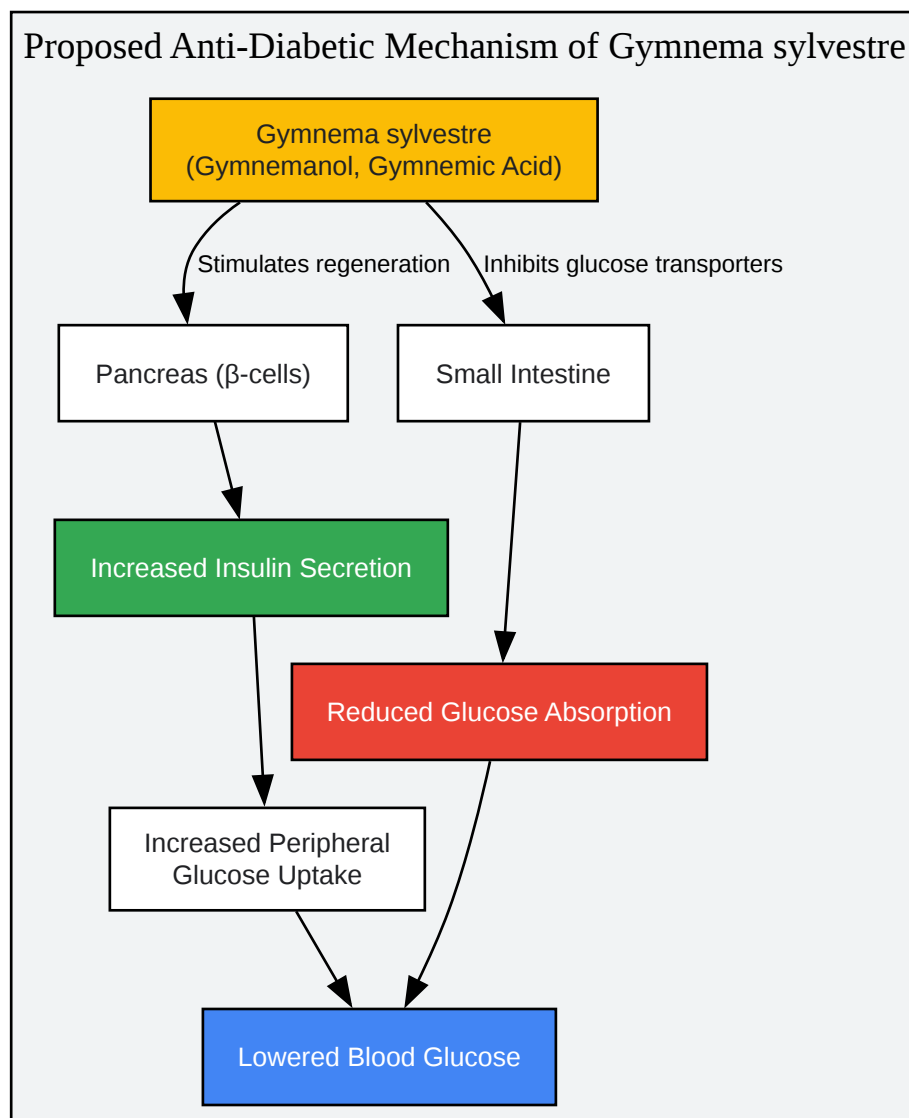 Proposed Anti-Diabetic Mechanism of Gymnema sylvestre
Gymnema sylvestre
(Gymnemanol, Gymnemic Acid)
Stimulates regeneration
Inhibits glucose transporters
Pancreas (β-cells)
Small Intestine
Increased Insulin Secretion
Reduced Glucose Absorption
Increased Peripheral
Glucose Uptake
Lowered Blood Glucose